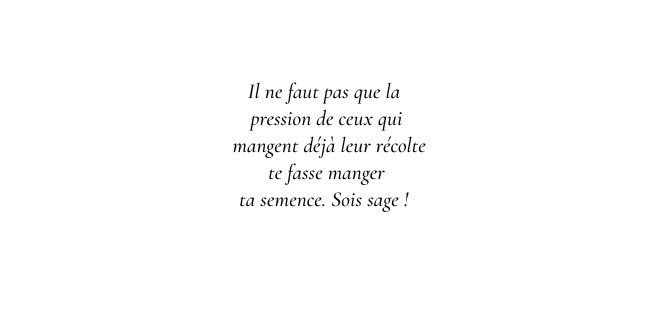 Il ne faut pas que la
pression de ceux qui
mangent déjà leur récolte
te fasse manger
ta semence. Sois sage !